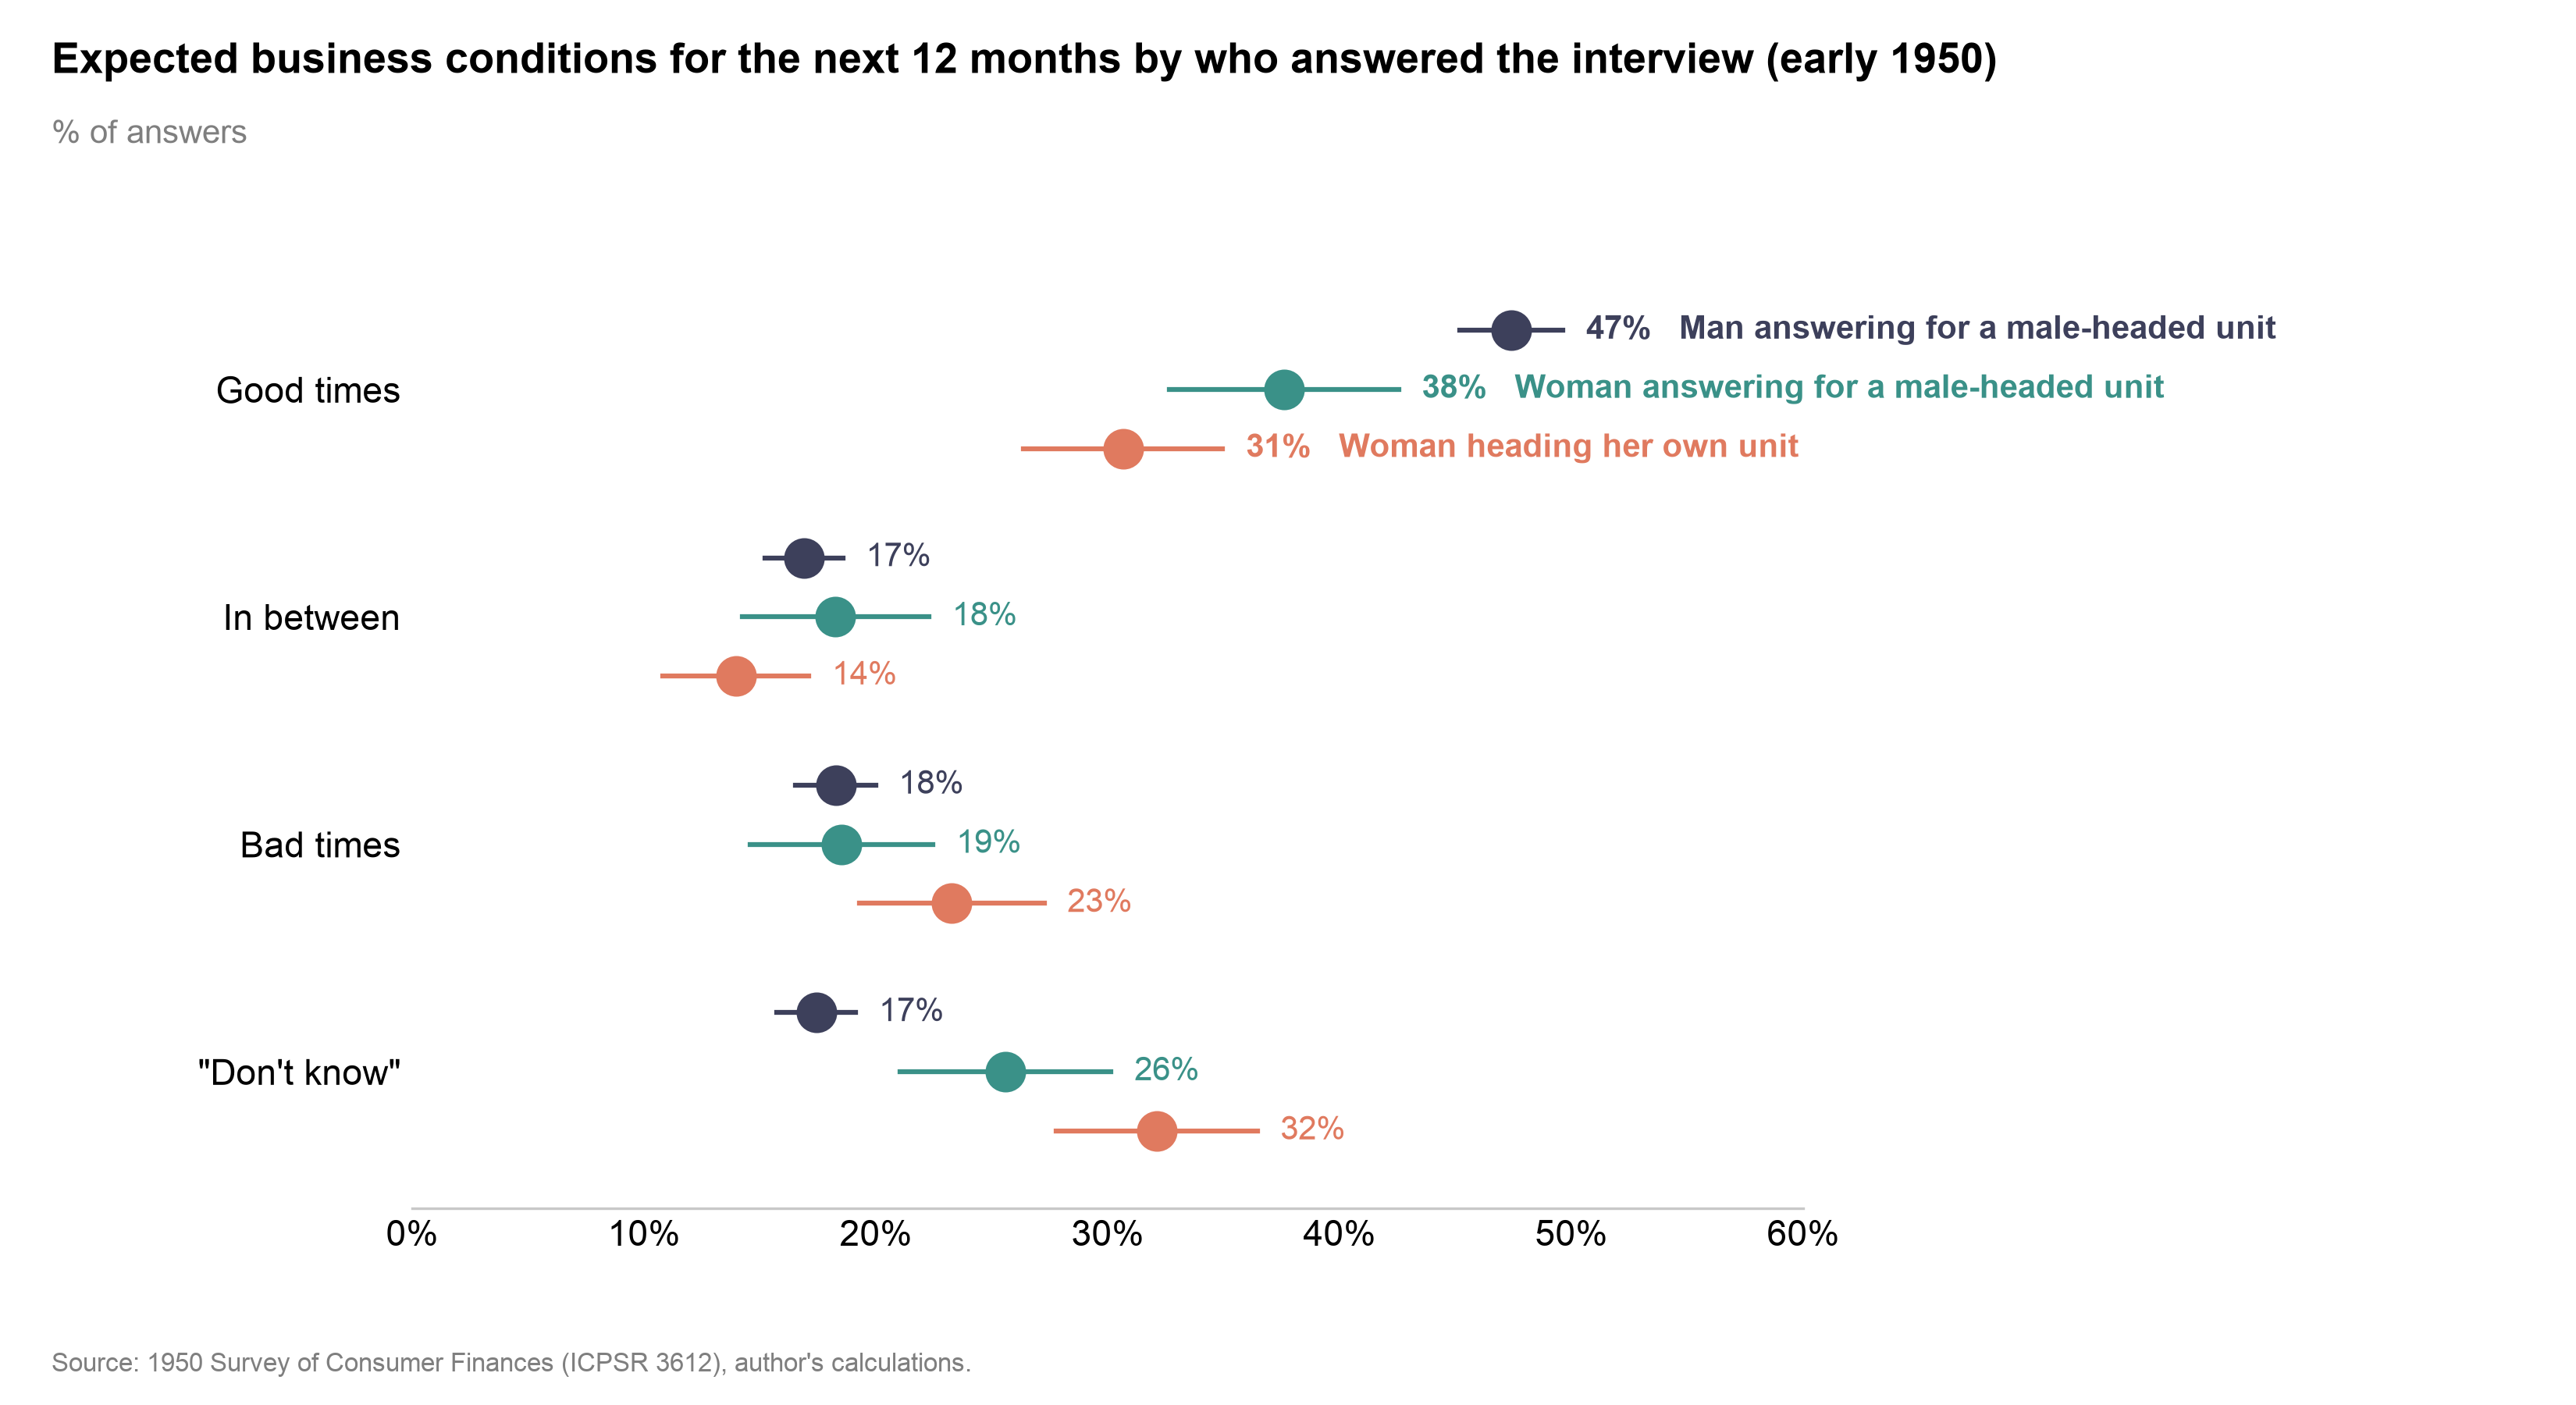 Expected business conditions for the next 12 months by who answered the interview (early 1950)
% of answers
47% Man answering for a male-headed unit
Good times
38% Woman answering for a male-headed unit
31% Woman heading her own unit
17%
In between
18%
14%
18%
Bad times
19%
23%
17%
"Don't know"
26%
32%
0% 10% 20% 30% 40% 50% 60%
Source: 1950 Survey of Consumer Finances (ICPSR 3612), author's calculations.